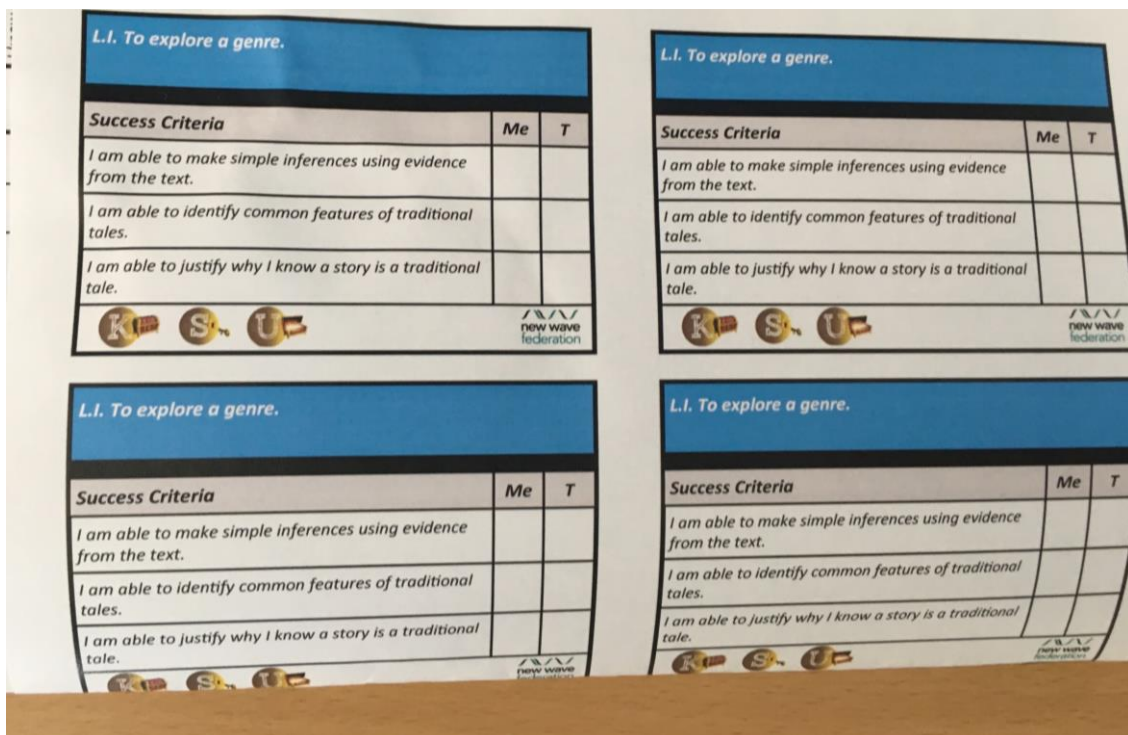 L.I. To explore a genre.
Success Criteria Me T
I am able to make simple inferences using evidence
from the text.
I am able to identify common features of traditional
tales.
I am able to justify why I know a story is a traditional
tale.
K S U
new wave
federation
L.I. To explore a genre.
Success Criteria Me T
I am able to make simple inferences using evidence
from the text.
I am able to identify common features of traditional
tales.
I am able to justify why I know a story is a traditional
tale.
K S U
new wave
federation
L.I. To explore a genre.
Success Criteria Me T
I am able to make simple inferences using evidence
from the text.
I am able to identify common features of traditional
tales.
I am able to justify why I know a story is a traditional
tale.
K S U
new wave
L.I. To explore a genre.
Success Criteria Me T
I am able to make simple inferences using evidence
from the text.
I am able to identify common features of traditional
tales.
I am able to justify why I know a story is a traditional
tale.
K S U
new wave
federation